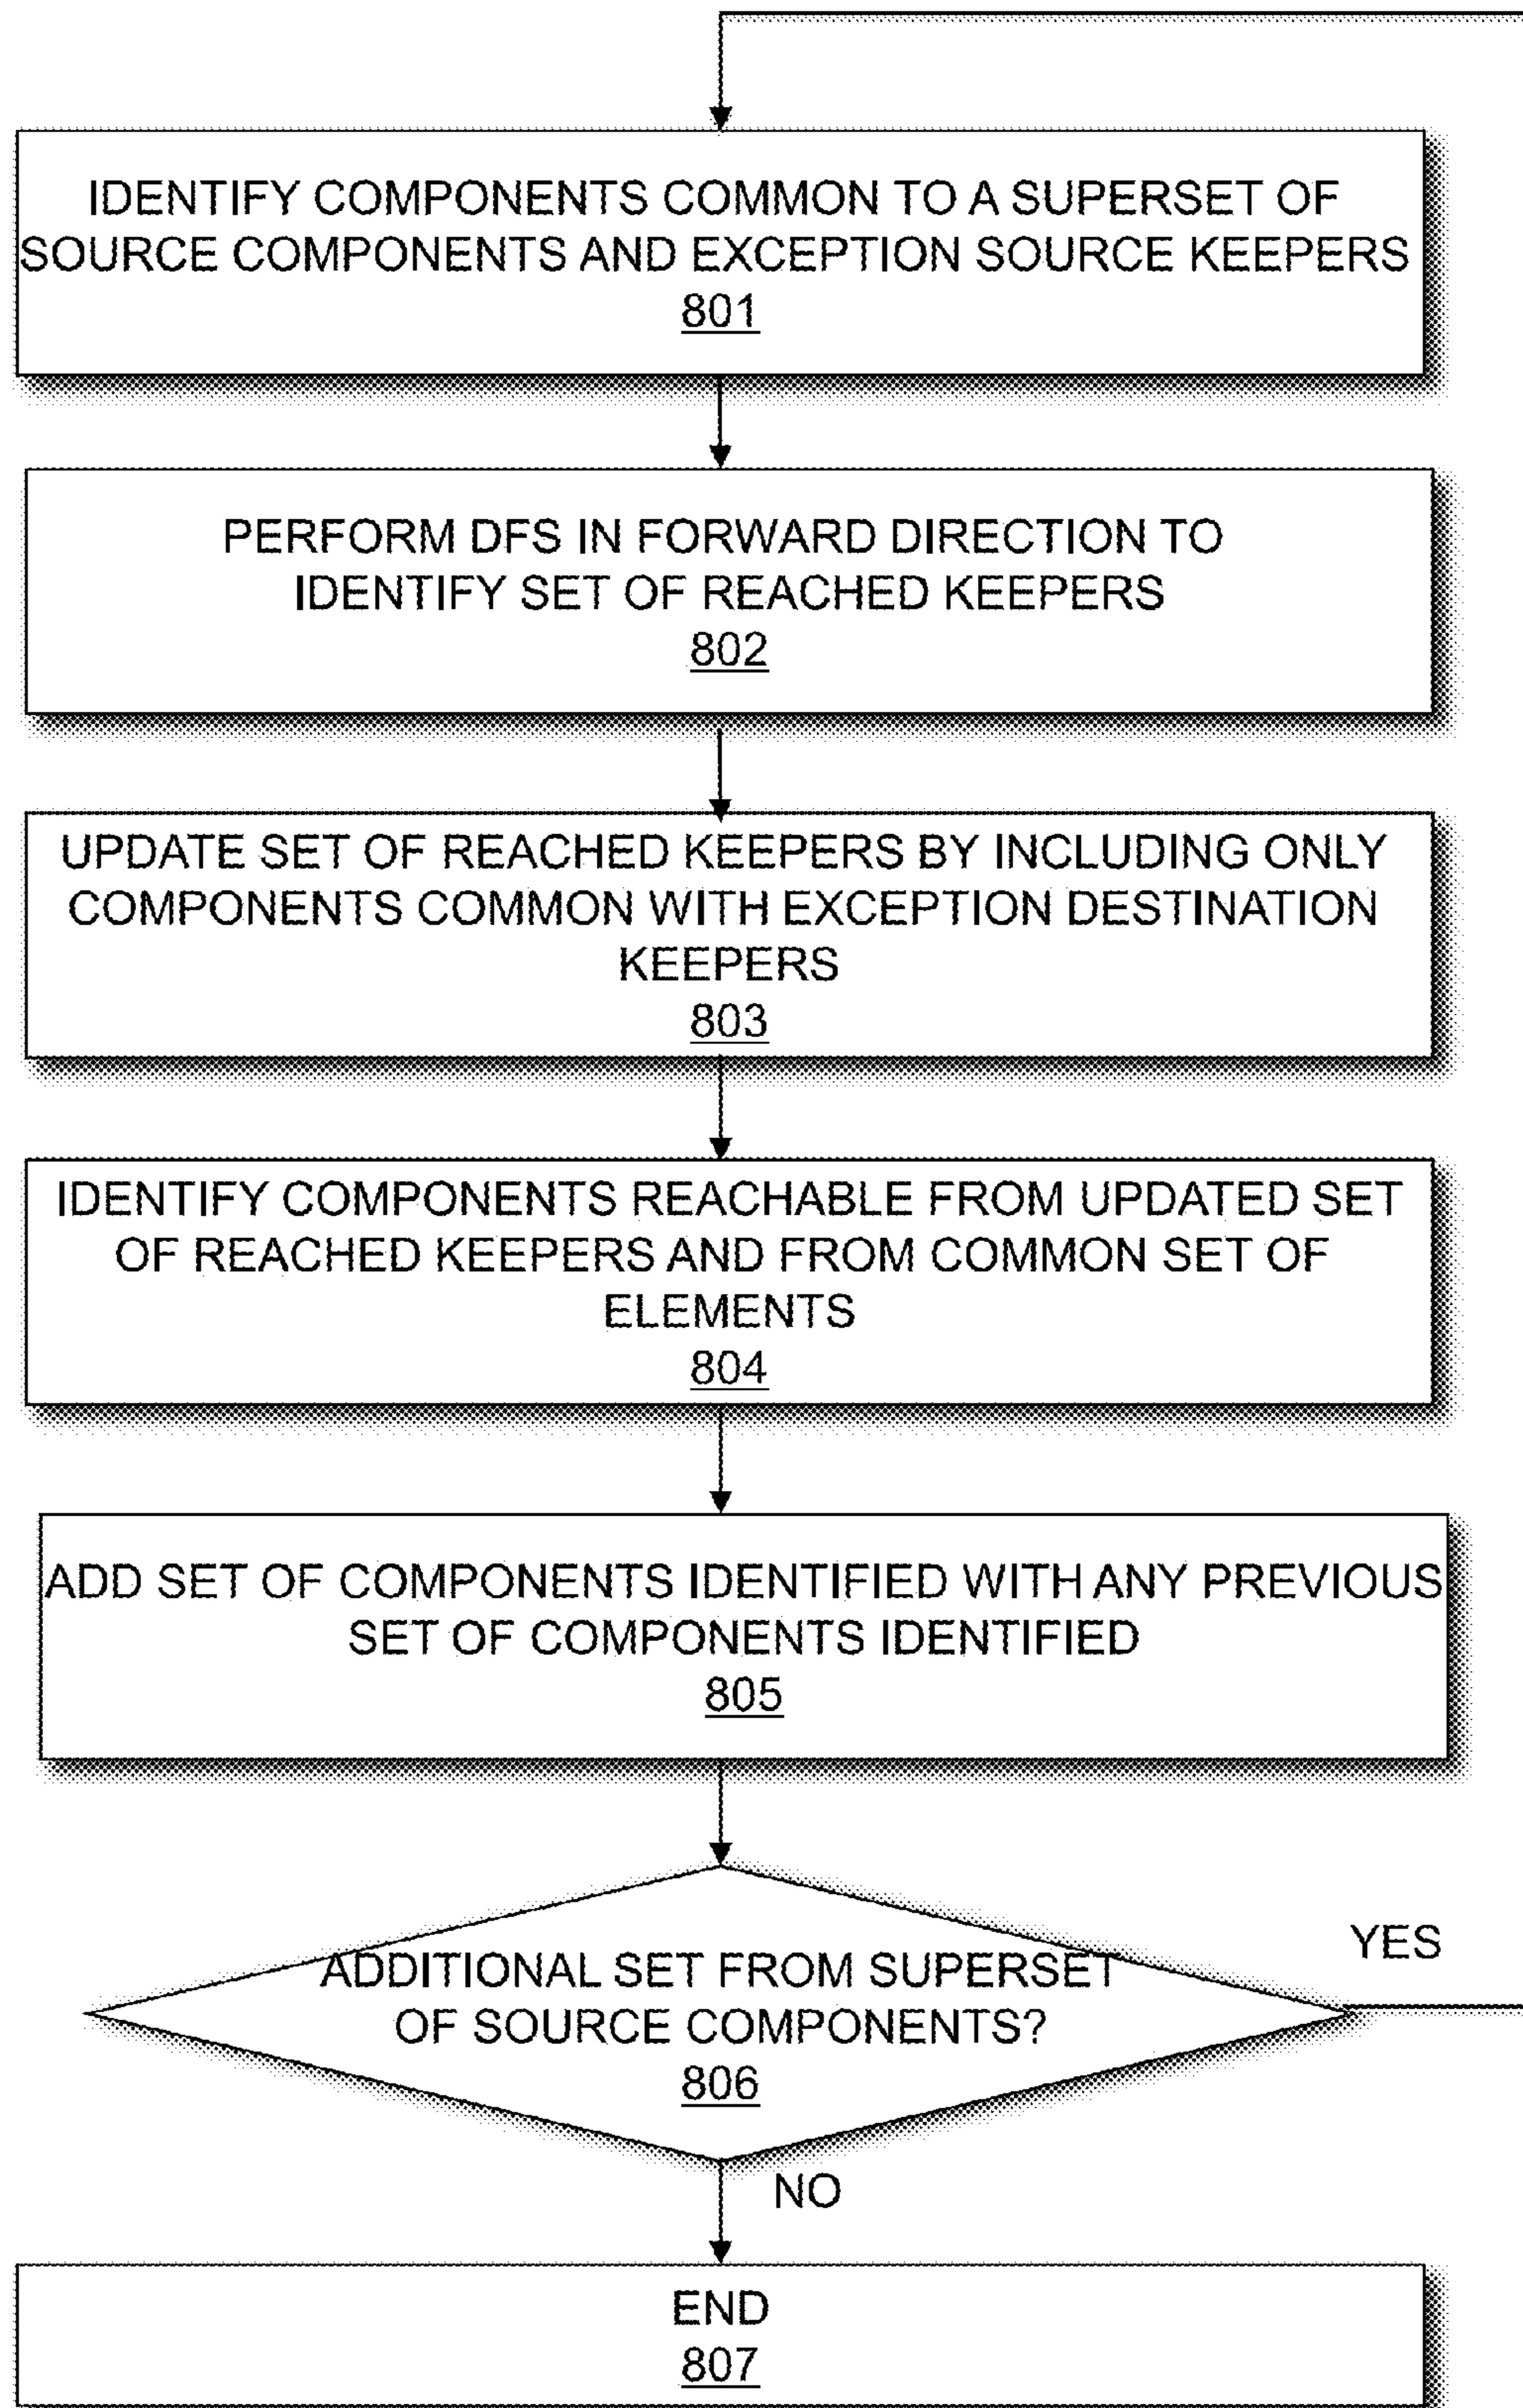 IDENTIFY COMPONENTS COMMON TO A SUPERSET OF
SOURCE COMPONENTS AND EXCEPTION SOURCE KEEPERS
801
PERFORM DFS IN FORWARD DIRECTION TO
IDENTIFY SET OF REACHED KEEPERS
802
UPDATE SET OF REACHED KEEPERS BY INCLUDING ONLY
COMPONENTS COMMON WITH EXCEPTION DESTINATION
KEEPERS
803
IDENTIFY COMPONENTS REACHABLE FROM UPDATED SET
OF REACHED KEEPERS AND FROM COMMON SET OF
ELEMENTS
804
ADD SET OF COMPONENTS IDENTIFIED WITH ANY PREVIOUS
SET OF COMPONENTS IDENTIFIED
805
YES
ADDITIONAL SET FROM SUPERSET
OF SOURCE COMPONENTS?
806
NO
END
807